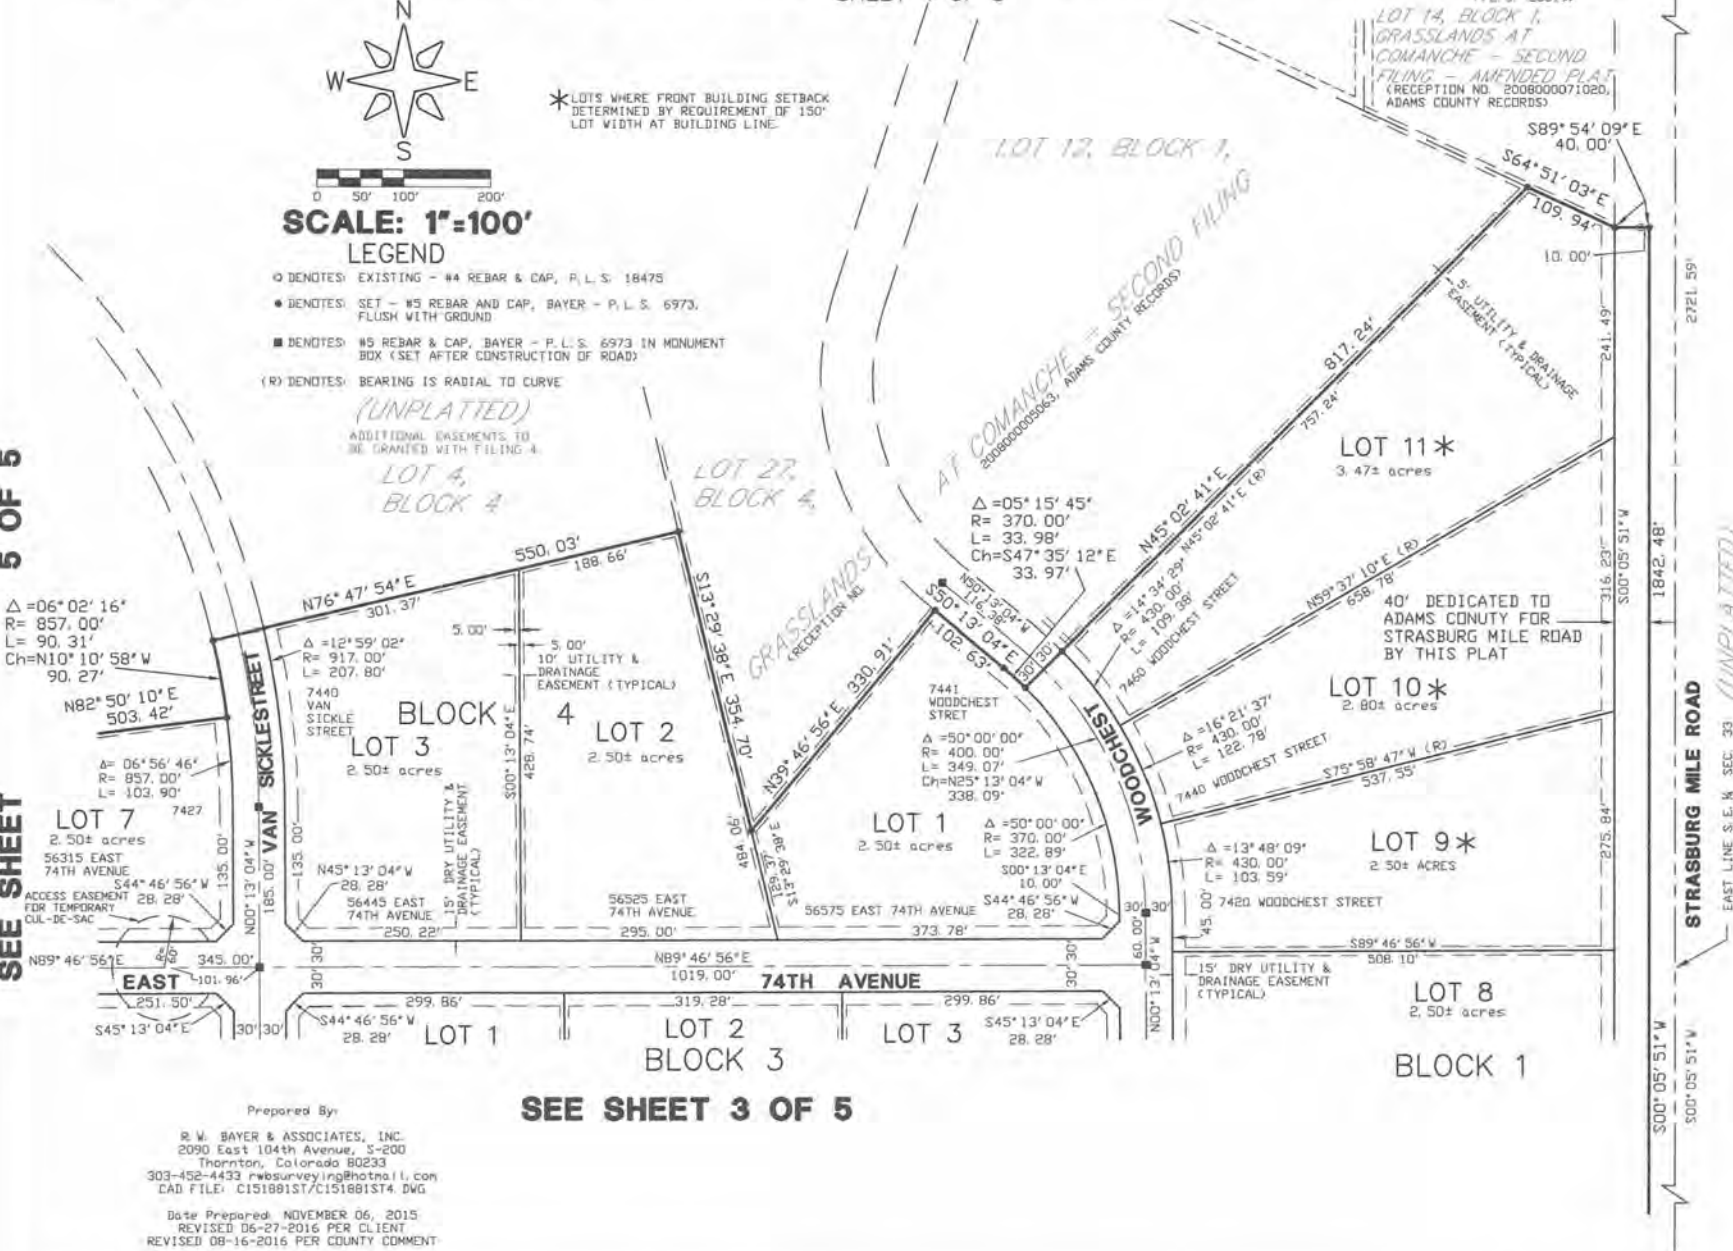 N
W
E
S
0 50' 100' 200'
SCALE: 1"=100'
LEGEND
DENOTES: EXISTING - #4 REBAR & CAP, P.L.S. 18475
● DENOTES: SET - #5 REBAR AND CAP, BAYER - P.L.S. 6973,
FLUSH WITH GROUND
■ DENOTES: #5 REBAR & CAP, BAYER - P.L.S. 6973 IN MONUMENT
BOX (SET AFTER CONSTRUCTION OF ROAD)
(R) DENOTES: BEARING IS RADIAL TO CURVE
(UNPLATTED)
ADDITIONAL EASEMENTS TO
BE GRANTED WITH FILING 4
LOT 4,
BLOCK 4
LOT 27,
BLOCK 4,
* LOTS WHERE FRONT BUILDING SETBACK
DETERMINED BY REQUIREMENT OF 150'
LOT WIDTH AT BUILDING LINE.
LOT 12, BLOCK 1,
GRASSLANDS AT COMANCHE - SECOND FILING
(RECEPTION NO. 2008000005063, ADAMS COUNTY RECORDS)
LOT 14, BLOCK 1,
GRASSLANDS AT
COMANCHE - SECOND
FILING - AMENDED PLAT
(RECEPTION NO. 2008000071020,
ADAMS COUNTY RECORDS)
S89°54'09"E
40.00'
S64°51'03"E
109.94'
10.00'
2721.59'
241.49'
5' UTILITY & DRAINAGE
EASEMENT (TYPICAL)
817.24'
757.24'
N45°02'41"E
N45°02'41"E (R)
LOT 11*
3.47± acres
316.23'
S00°05'51"W
1842.48'
N59°37'10"E (R)
658.78'
40' DEDICATED TO
ADAMS CONUTY FOR
STRASBURG MILE ROAD
BY THIS PLAT
LOT 10*
2.80± acres
S75°58'47"W (R)
537.55'
275.84'
LOT 9*
2.50± ACRES
STRASBURG MILE ROAD
EAST LINE S.E.¼ SEC. 33
(UNPLATTED)
Δ=05°15'45"
R= 370.00'
L= 33.98'
Ch=S47°35'12"E
33.97'
N50°13'04"W
116.38'
S50°13'04"E
102.63'
30' 30'
Δ=14°34'29"
R= 430.00'
L= 109.38'
7460 WOODCHEST STREET
Δ=16°21'37"
R= 430.00'
L= 122.78'
7440 WOODCHEST STREET
Δ=13°48'09"
R= 430.00'
L= 103.59'
7420 WOODCHEST STREET
45.00'
WOODCHEST
7441
WOODCHEST
STRET
Δ=50°00'00"
R= 400.00'
L= 349.07'
Ch=N25°13'04"W
338.09'
LOT 1
2.50± acres
Δ=50°00'00"
R= 370.00'
L= 322.89'
S00°13'04"E
10.00'
S44°46'56"W
28.28'
30' 30'
60.00'
N00°13'04"W
56575 EAST 74TH AVENUE
373.78'
N39°46'56"E 330.91'
S13°29'38"E 354.70'
484.06'
S13°29'38"E
129.37'
550.03'
188.66'
N76°47'54"E
301.37'
5.00'
5.00'
10' UTILITY &
DRAINAGE
EASEMENT (TYPICAL)
BLOCK 4
LOT 2
2.50± acres
S00°13'04"E
428.74'
56525 EAST
74TH AVENUE
295.00'
15' DRY UTILITY &
DRAINAGE EASEMENT
(TYPICAL)
Δ=12°59'02"
R= 917.00'
L= 207.80'
7440
VAN
SICKLE
STREET
LOT 3
2.50± acres
N45°13'04"W
28.28'
56445 EAST
74TH AVENUE
250.22'
135.00'
VAN SICKLESTREET
185.00'
N00°13'04"W
135.00'
5 OF 5
SEE SHEET
Δ=06°02'16"
R= 857.00'
L= 90.31'
Ch=N10°10'58"W
90.27'
N82°50'10"E
503.42'
Δ= 06°56'46"
R= 857.00'
L= 103.90'
7427
LOT 7
2.50± acres
56315 EAST
74TH AVENUE
S44°46'56"W
28.28'
ACCESS EASEMENT
FOR TEMPORARY
CUL-DE-SAC
R= 60'
N89°46'56"E 345.00'
101.96'
30' 30'
N89°46'56"E
1019.00'
30' 30'
EAST 74TH AVENUE
251.50'
S45°13'04"E
30' 30'
299.86'
S44°46'56"W
28.28'
LOT 1
319.28'
LOT 2
BLOCK 3
299.86'
LOT 3
S45°13'04"E
28.28'
S89°46'56"W
508.10'
15' DRY UTILITY &
DRAINAGE EASEMENT
(TYPICAL)
LOT 8
2.50± acres
BLOCK 1
S00°05'51"W
S00°05'51"W
SEE SHEET 3 OF 5
Prepared By:
R.W. BAYER & ASSOCIATES, INC.
2090 East 104th Avenue, S-200
Thornton, Colorado 80233
303-452-4433 rwbsurveying@hotmail.com
CAD FILE: C151881ST/C151881ST4.DWG
Date Prepared: NOVEMBER 06, 2015
REVISED 06-27-2016 PER CLIENT
REVISED 08-16-2016 PER COUNTY COMMENT